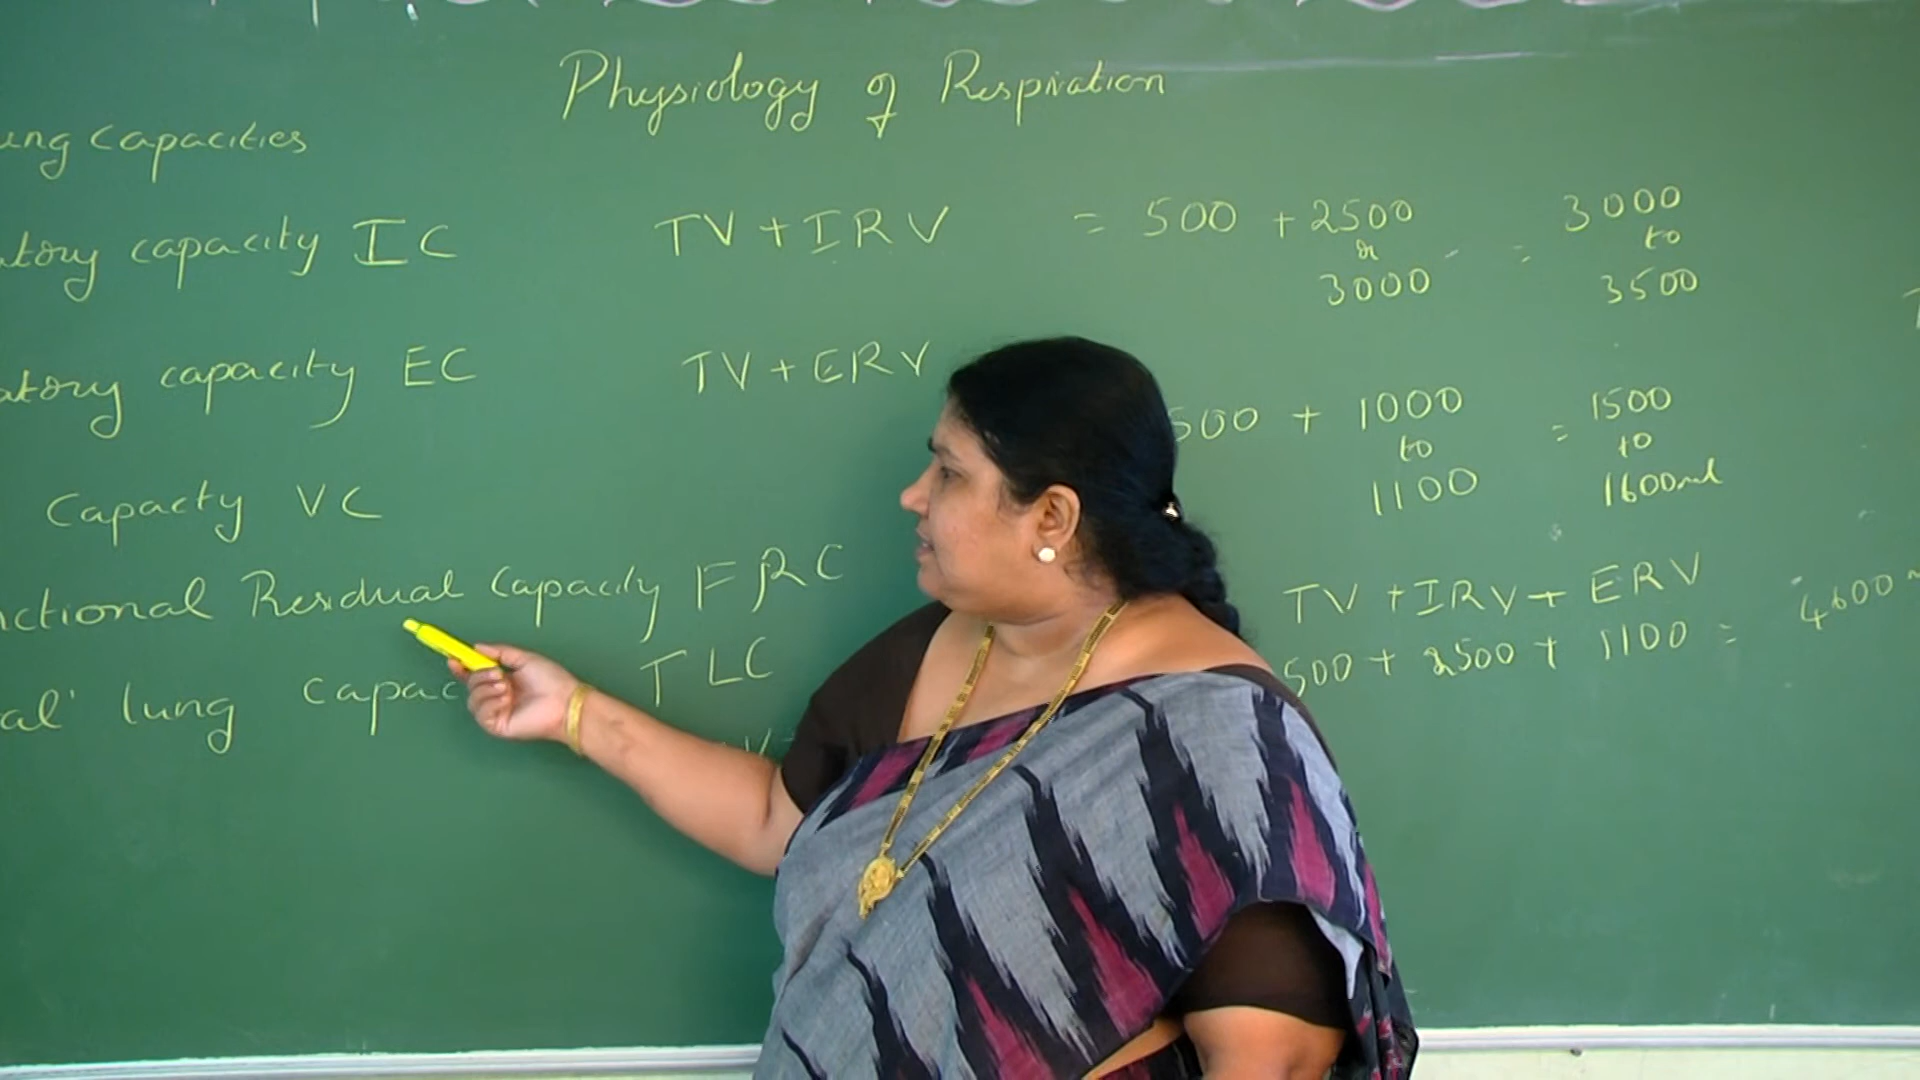 Physiology of Respiration
ung capacities
atory capacity IC TV + IRV = 500 + 2500 or 3000 = 3000 to 3500
atory capacity EC TV + ERV 500 + 1000 to 1100 = 1500 to 1600ml
Capacty VC
TV + IRV + ERV
nctional Residual Capacity FRC
500 + 2500 + 1100 = 4600
al lung capac TLC